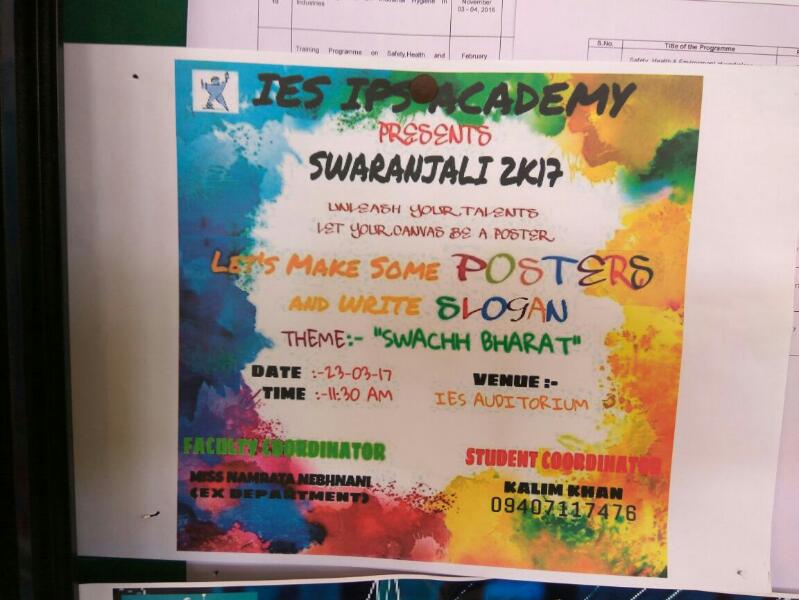 Industries
November
03 - 04, 2016
Training Programme on Safety, Health and
February
S.No.
Title of the Programme
IES IPS ACADEMY
PRESENTS
SWARANJALI 2K17
UNLEASH YOUR TALENTS
LET YOUR CANVAS BE A POSTER
LET'S MAKE SOME POSTERS
AND WRITE SLOGAN
THEME:- "SWACHH BHARAT"
DATE :-23-03-17
TIME :-11:30 AM
VENUE :-
IES AUDITORIUM
FACULTY COORDINATOR
MISS NAMRATA NEBHNANI
(EX DEPARTMENT)
STUDENT COORDINATOR
KALIM KHAN
09407117476